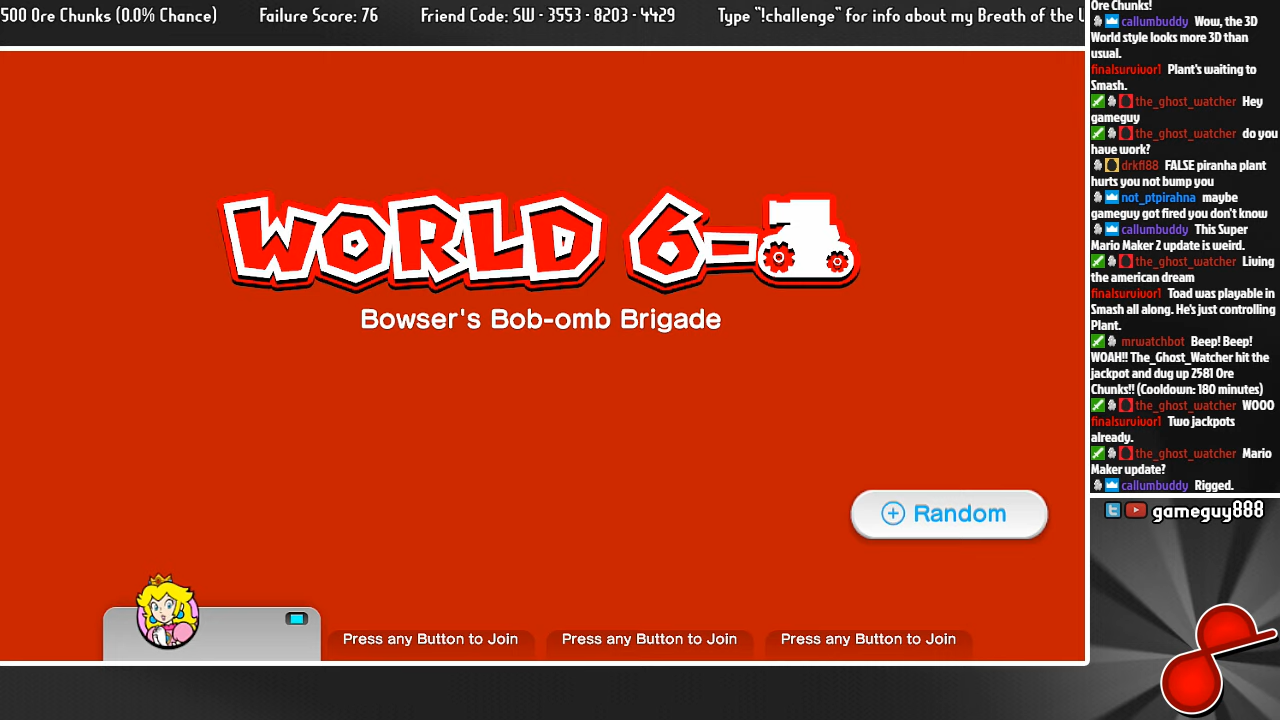 500 Ore Chunks (0.0% Chance) Failure Score: 76 Friend Code: SW - 3553 - 8203 - 4429 Type "!challenge" for info about my Breath of the
WORLD 6-
Bowser's Bob-omb Brigade
Random
Press any Button to Join Press any Button to Join Press any Button to Join
Ore Chunks!
callumbuddy Wow, the 3D
World style looks more 3D than
usual.
finalsurvivor1 Plant's waiting to
Smash.
the_ghost_watcher Hey
gameguy
the_ghost_watcher do you
have work?
drkfl88 FALSE piranha plant
hurts you not bump you
not_ptpirahna maybe
gameguy got fired you don't know
callumbuddy This Super
Mario Maker 2 update is weird.
the_ghost_watcher Living
the american dream
finalsurvivor1 Toad was playable in
Smash all along. He's just controlling
Plant.
mrwatchbot Beep! Beep!
WOAH!! The_Ghost_Watcher hit the
jackpot and dug up 2581 Ore
Chunks!! (Cooldown: 180 minutes)
the_ghost_watcher WOOO
finalsurvivor1 Two jackpots
already.
the_ghost_watcher Mario
Maker update?
callumbuddy Rigged.
gameguy888